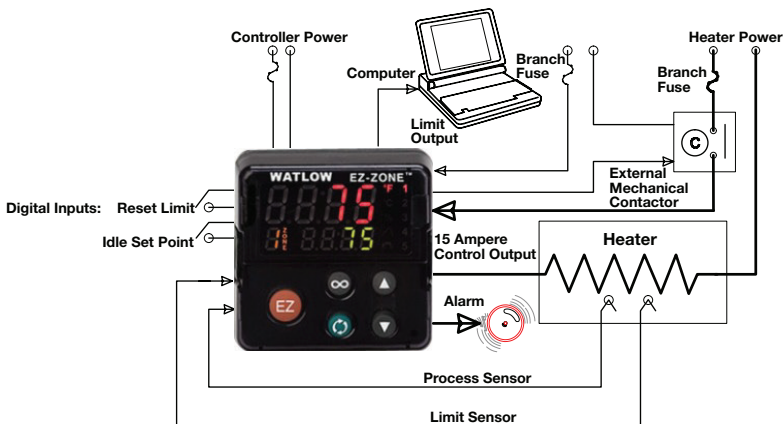 Controller Power
Heater Power
Computer
Branch
Fuse
Branch
Fuse
Limit
Output
C
External
Mechanical
Contactor
WATLOW EZ-ZONE™
75 °F 1
1 ZONE 75
Digital Inputs: Reset Limit
Idle Set Point
15 Ampere
Control Output
Heater
EZ
Alarm
Process Sensor
Limit Sensor